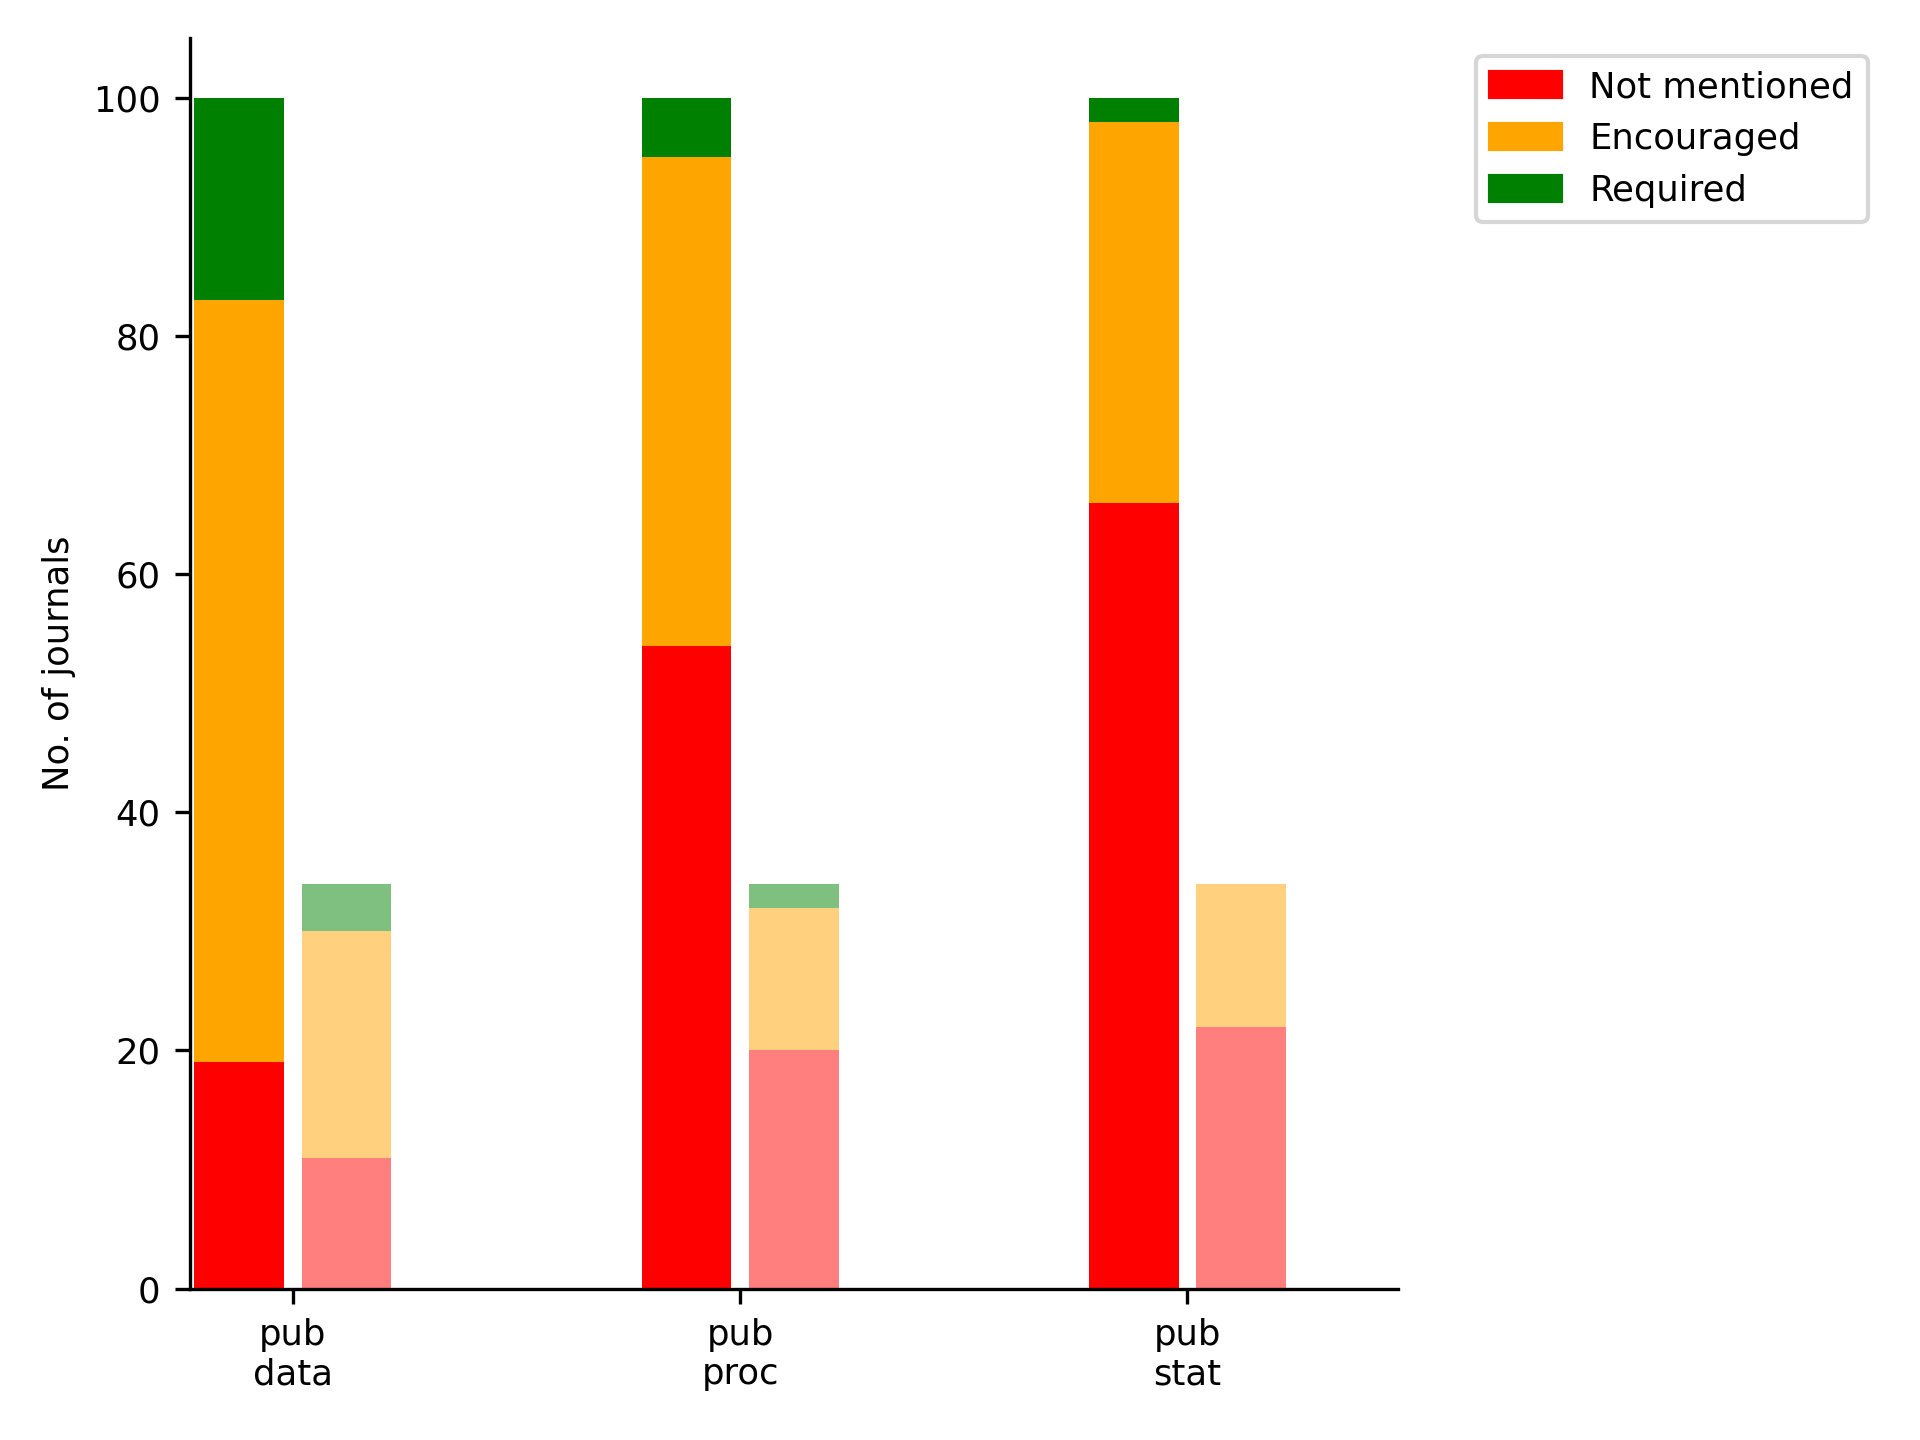 100
80
60
40
20
0
No. of journals
pub
data
pub
proc
pub
stat
Not mentioned
Encouraged
Required